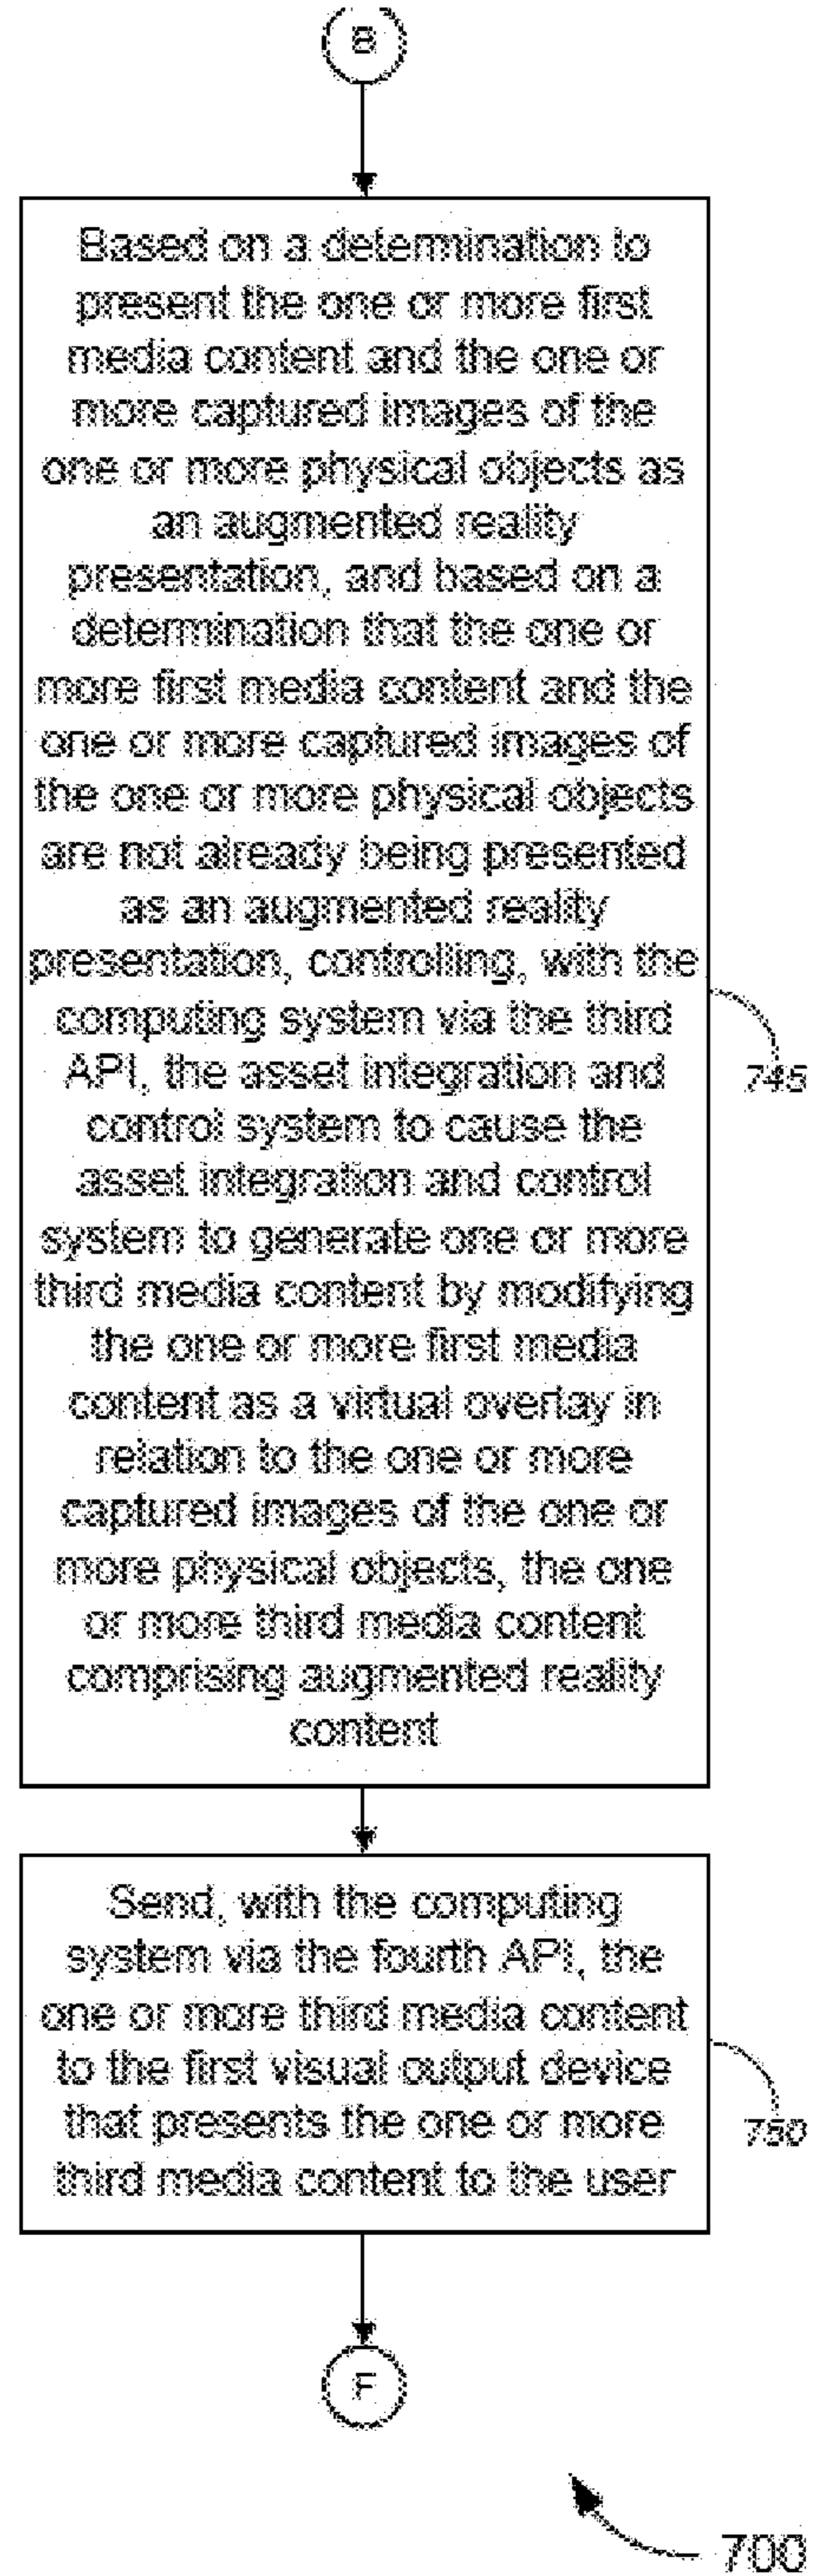 B
Based on a determination to
present the one or more first
media content and the one or
more captured images of the
one or more physical objects as
an augmented reality
presentation, and based on a
determination that the one or
more first media content and the
one or more captured images of
the one or more physical objects
are not already being presented
as an augmented reality
presentation, controlling, with the
computing system via the third
API, the asset integration and
control system to cause the
asset integration and control
system to generate one or more
third media content by modifying
the one or more first media
content as a virtual overlay in
relation to the one or more
captured images of the one or
more physical objects, the one
or more third media content
comprising augmented reality
content
745
Send, with the computing
system via the fourth API, the
one or more third media content
to the first visual output device
that presents the one or more
third media content to the user
750
F
700